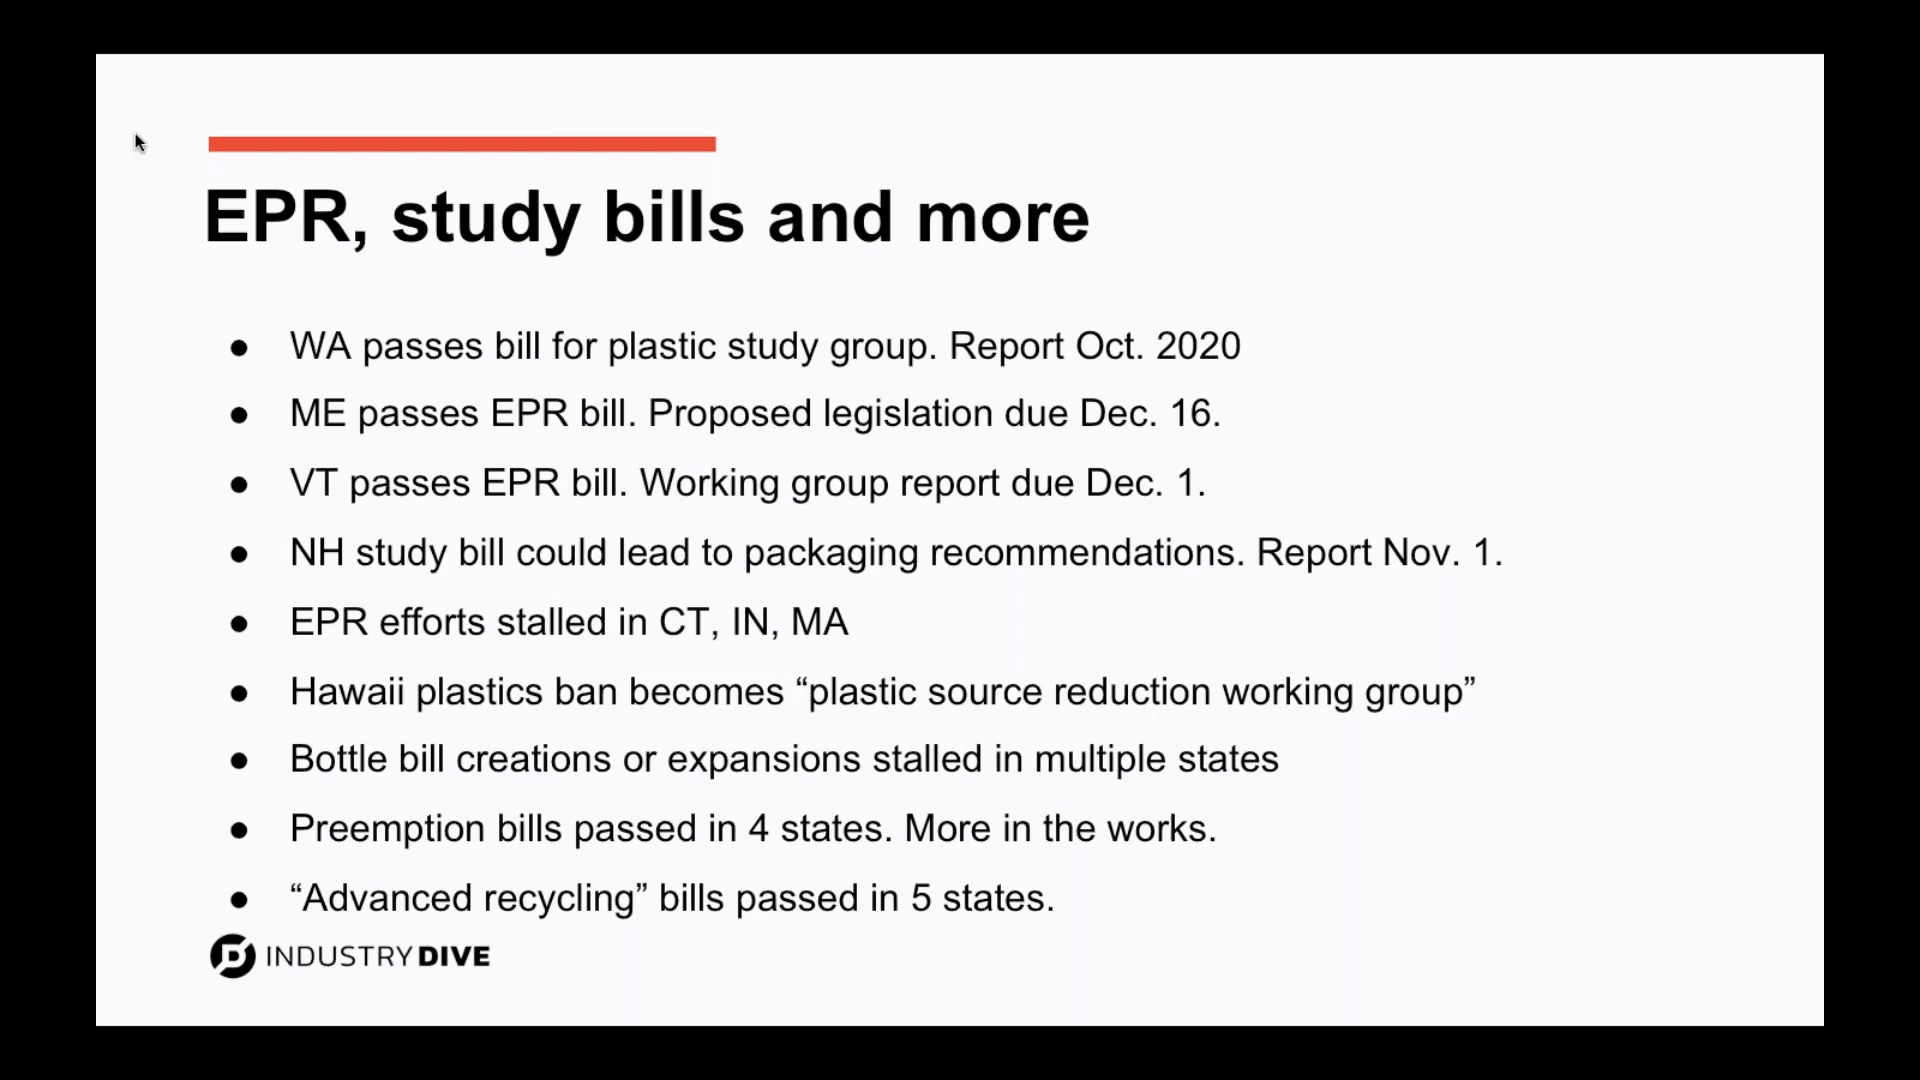 EPR, study bills and more
● WA passes bill for plastic study group. Report Oct. 2020
● ME passes EPR bill. Proposed legislation due Dec. 16.
● VT passes EPR bill. Working group report due Dec. 1.
● NH study bill could lead to packaging recommendations. Report Nov. 1.
● EPR efforts stalled in CT, IN, MA
● Hawaii plastics ban becomes “plastic source reduction working group”
● Bottle bill creations or expansions stalled in multiple states
● Preemption bills passed in 4 states. More in the works.
● “Advanced recycling” bills passed in 5 states.
INDUSTRY DIVE